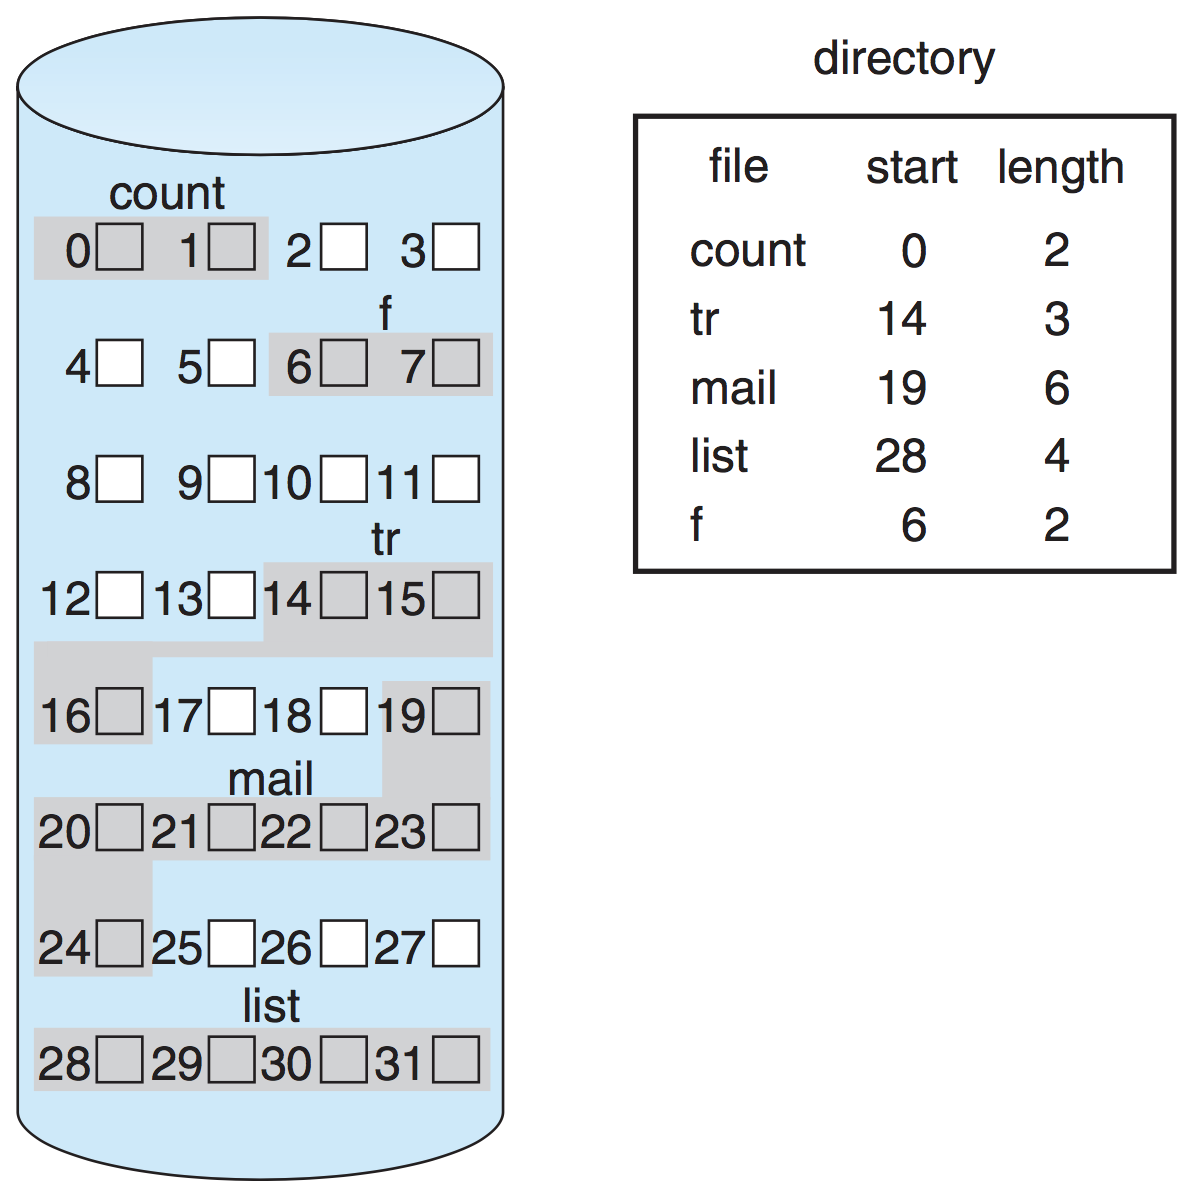 count
0 1 2 3
f
4 5 6 7
8 9 10 11
tr
12 13 14 15
16 17 18 19
mail
20 21 22 23
24 25 26 27
list
28 29 30 31
directory
file start length
count 0 2
tr 14 3
mail 19 6
list 28 4
f 6 2